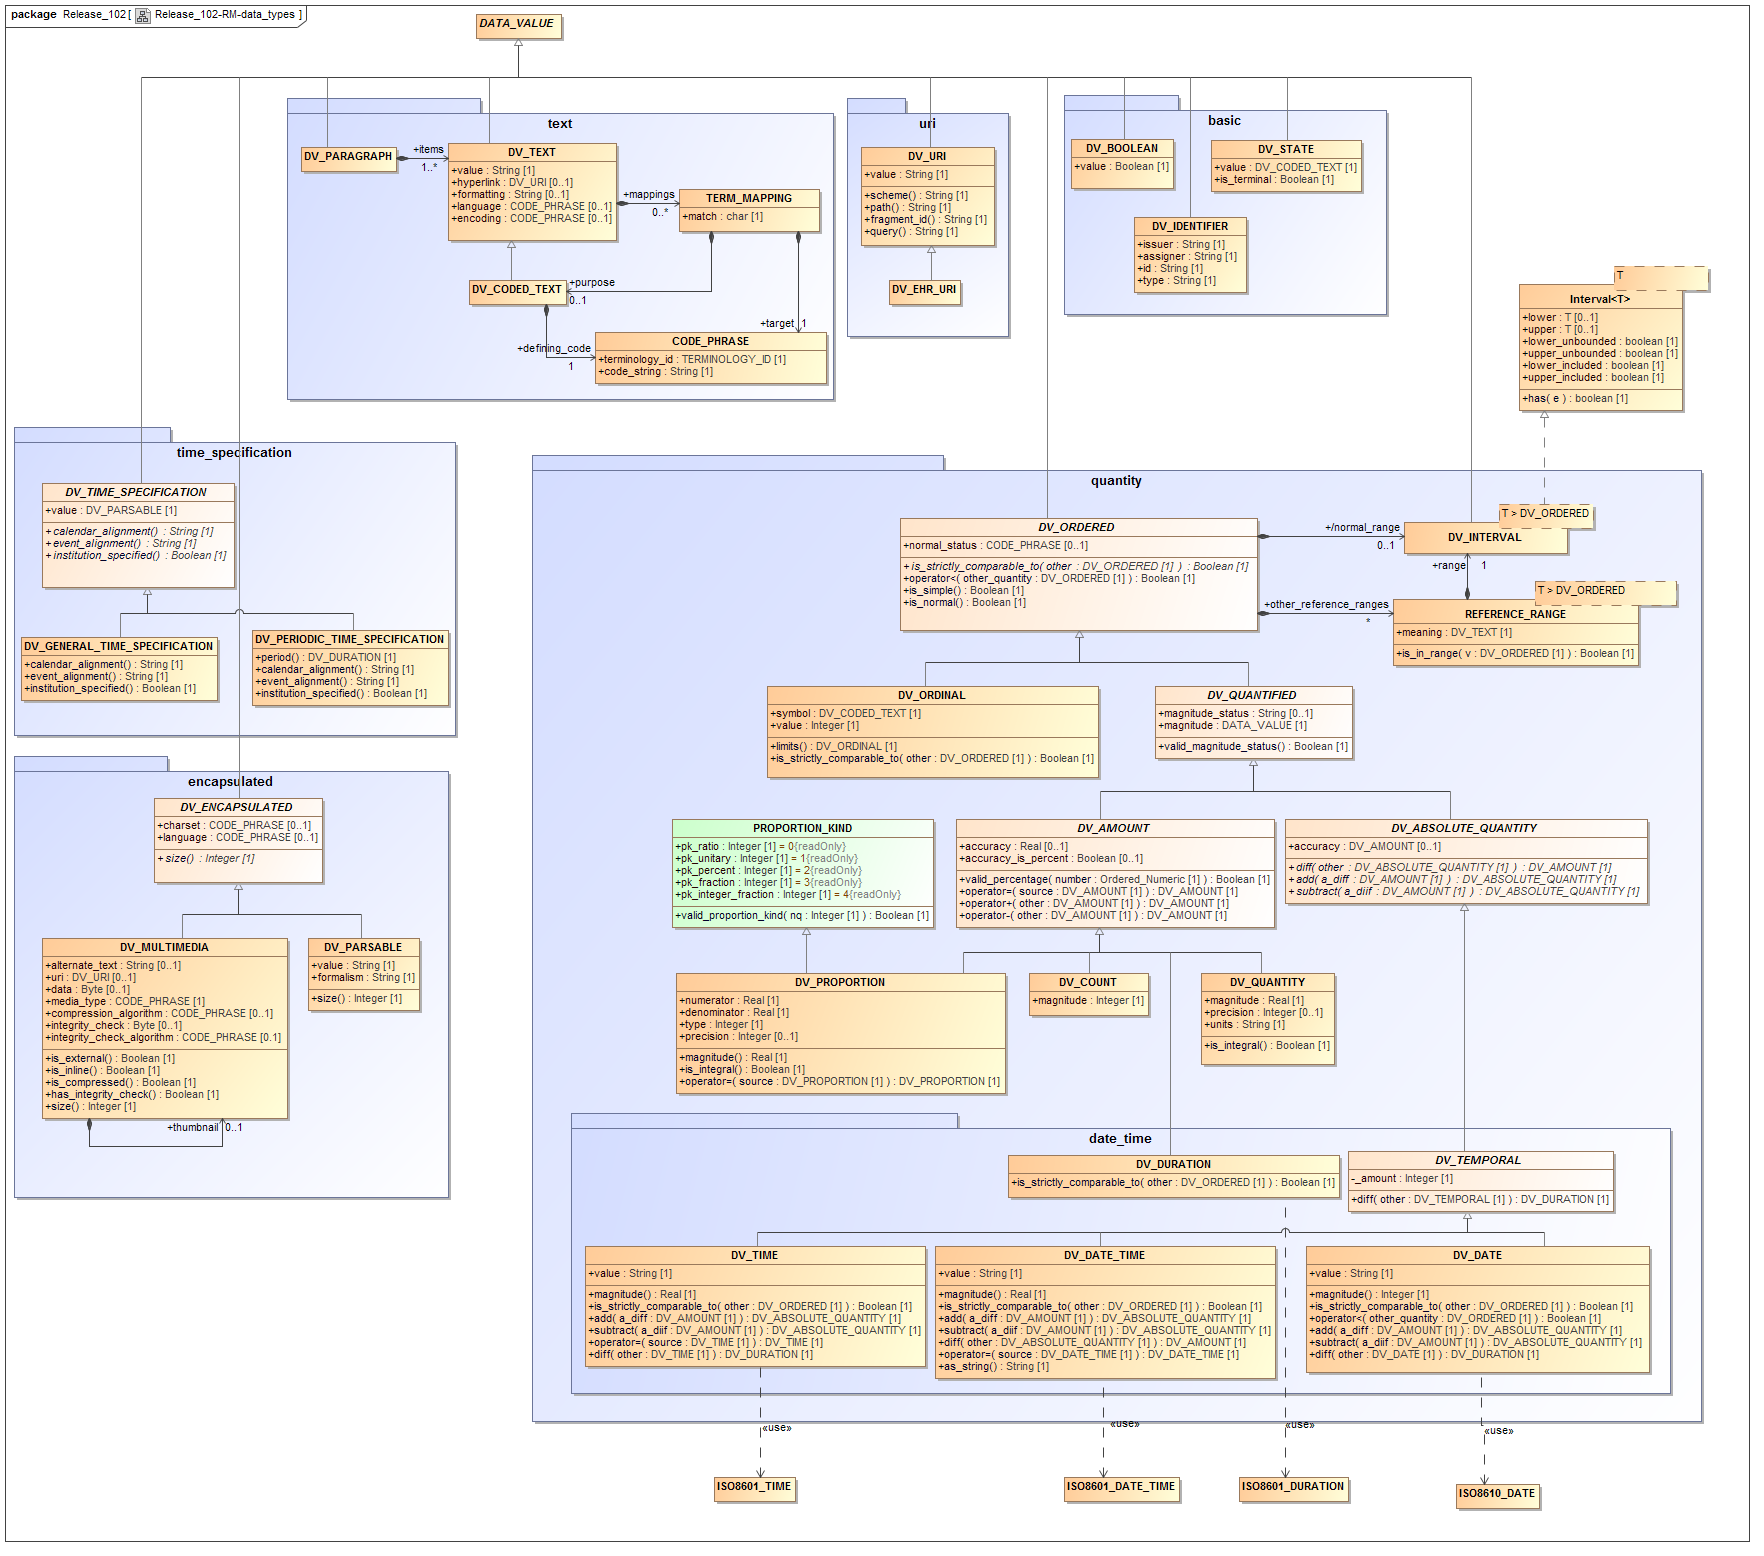 package Release_102 [ Release_102-RM-data_types ]
DATA_VALUE
text
DV_PARAGRAPH
+items
1..*
DV_TEXT
+value : String [1]
+hyperlink : DV_URI [0..1]
+formatting : String [0..1]
+language : CODE_PHRASE [0..1]
+encoding : CODE_PHRASE [0..1]
+mappings
0..*
TERM_MAPPING
+match : char [1]
DV_CODED_TEXT
+purpose
0..1
+target
1
+defining_code
1
CODE_PHRASE
+terminology_id : TERMINOLOGY_ID [1]
+code_string : String [1]
uri
DV_URI
+value : String [1]
+scheme() : String [1]
+path() : String [1]
+fragment_id() : String [1]
+query() : String [1]
DV_EHR_URI
basic
DV_BOOLEAN
+value : Boolean [1]
DV_STATE
+value : DV_CODED_TEXT [1]
+is_terminal : Boolean [1]
DV_IDENTIFIER
+issuer : String [1]
+assigner : String [1]
+id : String [1]
+type : String [1]
T
Interval<T>
+lower : T [0..1]
+upper : T [0..1]
+lower_unbounded : boolean [1]
+upper_unbounded : boolean [1]
+lower_included : boolean [1]
+upper_included : boolean [1]
+has( e ) : boolean [1]
time_specification
DV_TIME_SPECIFICATION
+value : DV_PARSABLE [1]
+calendar_alignment() : String [1]
+event_alignment() : String [1]
+institution_specified() : Boolean [1]
DV_GENERAL_TIME_SPECIFICATION
+calendar_alignment() : String [1]
+event_alignment() : String [1]
+institution_specified() : Boolean [1]
DV_PERIODIC_TIME_SPECIFICATION
+period() : DV_DURATION [1]
+calendar_alignment() : String [1]
+event_alignment() : String [1]
+institution_specified() : Boolean [1]
encapsulated
DV_ENCAPSULATED
+charset : CODE_PHRASE [0..1]
+language : CODE_PHRASE [0..1]
+size() : Integer [1]
DV_MULTIMEDIA
+alternate_text : String [0..1]
+uri : DV_URI [0..1]
+data : Byte [0..1]
+media_type : CODE_PHRASE [1]
+compression_algorithm : CODE_PHRASE [0..1]
+integrity_check : Byte [0..1]
+integrity_check_algorithm : CODE_PHRASE [0.1]
+is_external() : Boolean [1]
+is_inline() : Boolean [1]
+is_compressed() : Boolean [1]
+has_integrity_check() : Boolean [1]
+size() : Integer [1]
+thumbnail
0..1
DV_PARSABLE
+value : String [1]
+formalism : String [1]
+size() : Integer [1]
quantity
DV_ORDERED
+normal_status : CODE_PHRASE [0..1]
+is_strictly_comparable_to( other : DV_ORDERED [1] ) : Boolean [1]
+operator<( other_quantity : DV_ORDERED [1] ) : Boolean [1]
+is_simple() : Boolean [1]
+is_normal() : Boolean [1]
+/normal_range
0..1
T > DV_ORDERED
DV_INTERVAL
+range
1
+other_reference_ranges
*
T > DV_ORDERED
REFERENCE_RANGE
+meaning : DV_TEXT [1]
+is_in_range( v : DV_ORDERED [1] ) : Boolean [1]
DV_ORDINAL
+symbol : DV_CODED_TEXT [1]
+value : Integer [1]
+limits() : DV_ORDINAL [1]
+is_strictly_comparable_to( other : DV_ORDERED [1] ) : Boolean [1]
DV_QUANTIFIED
+magnitude_status : String [0..1]
+magnitude : DATA_VALUE [1]
+valid_magnitude_status() : Boolean [1]
PROPORTION_KIND
+pk_ratio : Integer [1] = 0{readOnly}
+pk_unitary : Integer [1] = 1{readOnly}
+pk_percent : Integer [1] = 2{readOnly}
+pk_fraction : Integer [1] = 3{readOnly}
+pk_integer_fraction : Integer [1] = 4{readOnly}
+valid_proportion_kind( nq : Integer [1] ) : Boolean [1]
DV_AMOUNT
+accuracy : Real [0..1]
+accuracy_is_percent : Boolean [0..1]
+valid_percentage( number : Ordered_Numeric [1] ) : Boolean [1]
+operator=( source : DV_AMOUNT [1] ) : DV_AMOUNT [1]
+operator+( other : DV_AMOUNT [1] ) : DV_AMOUNT [1]
+operator-( other : DV_AMOUNT [1] ) : DV_AMOUNT [1]
DV_ABSOLUTE_QUANTITY
+accuracy : DV_AMOUNT [0..1]
+diff( other : DV_ABSOLUTE_QUANTITY [1] ) : DV_AMOUNT [1]
+add( a_diff : DV_AMOUNT [1] ) : DV_ABSOLUTE_QUANTITY [1]
+subtract( a_diif : DV_AMOUNT [1] ) : DV_ABSOLUTE_QUANTITY [1]
DV_PROPORTION
+numerator : Real [1]
+denominator : Real [1]
+type : Integer [1]
+precision : Integer [0..1]
+magnitude() : Real [1]
+is_integral() : Boolean [1]
+operator=( source : DV_PROPORTION [1] ) : DV_PROPORTION [1]
DV_COUNT
+magnitude : Integer [1]
DV_QUANTITY
+magnitude : Real [1]
+precision : Integer [0..1]
+units : String [1]
+is_integral() : Boolean [1]
date_time
DV_DURATION
+is_strictly_comparable_to( other : DV_ORDERED [1] ) : Boolean [1]
DV_TEMPORAL
-_amount : Integer [1]
+diff( other : DV_TEMPORAL [1] ) : DV_DURATION [1]
DV_TIME
+value : String [1]
+magnitude() : Real [1]
+is_strictly_comparable_to( other : DV_ORDERED [1] ) : Boolean [1]
+add( a_diff : DV_AMOUNT [1] ) : DV_ABSOLUTE_QUANTITY [1]
+subtract( a_diif : DV_AMOUNT [1] ) : DV_ABSOLUTE_QUANTITY [1]
+operator=( source : DV_TIME [1] ) : DV_TIME [1]
+diff( other : DV_TIME [1] ) : DV_DURATION [1]
DV_DATE_TIME
+value : String [1]
+magnitude() : Real [1]
+is_strictly_comparable_to( other : DV_ORDERED [1] ) : Boolean [1]
+add( a_diff : DV_AMOUNT [1] ) : DV_ABSOLUTE_QUANTITY [1]
+subtract( a_diif : DV_AMOUNT [1] ) : DV_ABSOLUTE_QUANTITY [1]
+diff( other : DV_ABSOLUTE_QUANTITY [1] ) : DV_AMOUNT [1]
+operator=( source : DV_DATE_TIME [1] ) : DV_DATE_TIME [1]
+as_string() : String [1]
DV_DATE
+value : String [1]
+magnitude() : Integer [1]
+is_strictly_comparable_to( other : DV_ORDERED [1] ) : Boolean [1]
+operator<( other_quantity : DV_ORDERED [1] ) : Boolean [1]
+add( a_diff : DV_AMOUNT [1] ) : DV_ABSOLUTE_QUANTITY [1]
+subtract( a_diif : DV_AMOUNT [1] ) : DV_ABSOLUTE_QUANTITY [1]
+diff( other : DV_DATE [1] ) : DV_DURATION [1]
«use»
«use»
«use»
«use»
ISO8601_TIME
ISO8601_DATE_TIME
ISO8601_DURATION
ISO8610_DATE